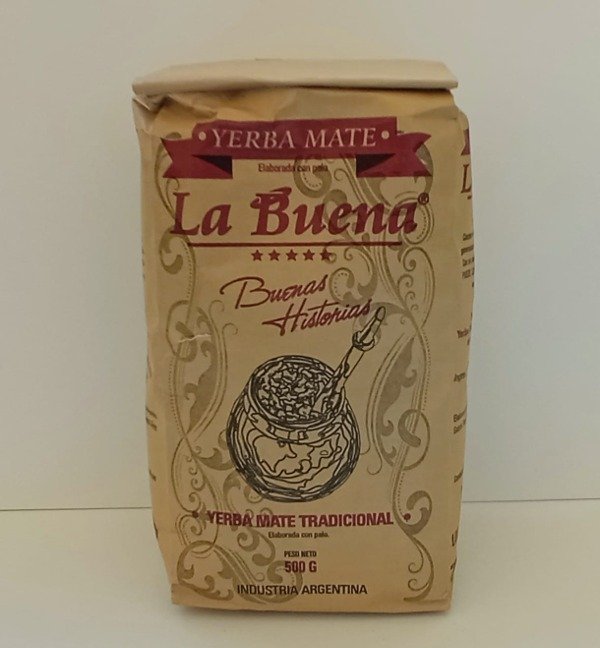 YERBA MATE
Elaborada con palo.
La Buena®
Buenas
Historias
YERBA MATE TRADICIONAL
Elaborada con palo.
PESO NETO
500 G
INDUSTRIA ARGENTINA